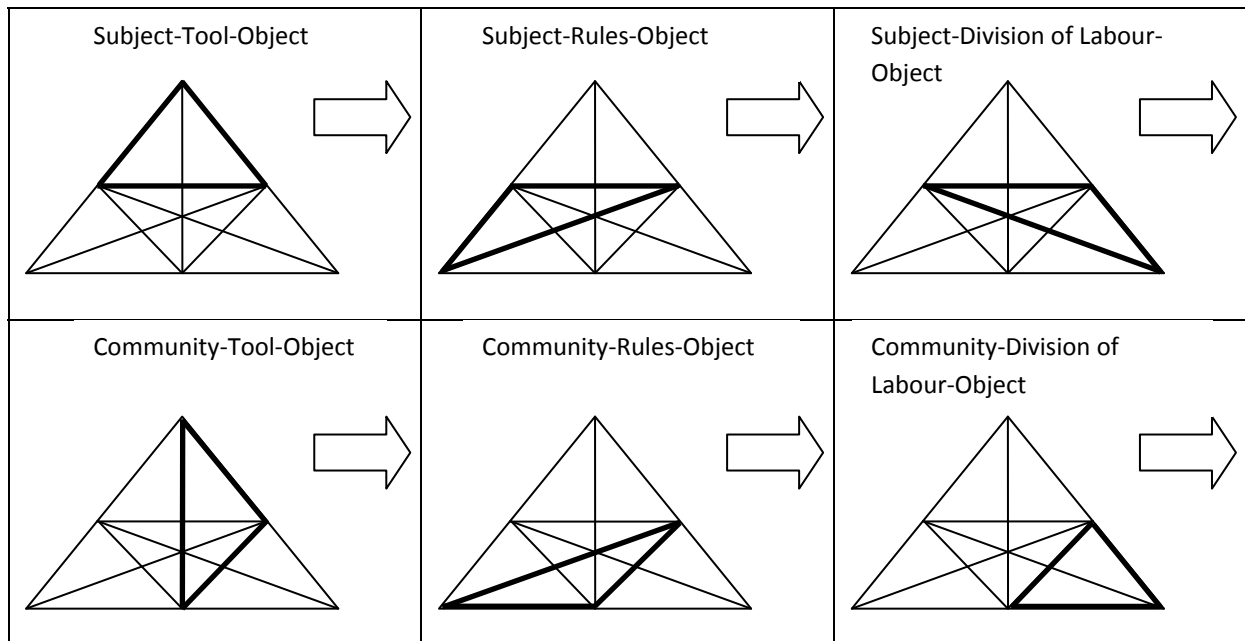 Subject-Tool-Object
Subject-Rules-Object
Subject-Division of Labour-
Object
Community-Tool-Object
Community-Rules-Object
Community-Division of
Labour-Object